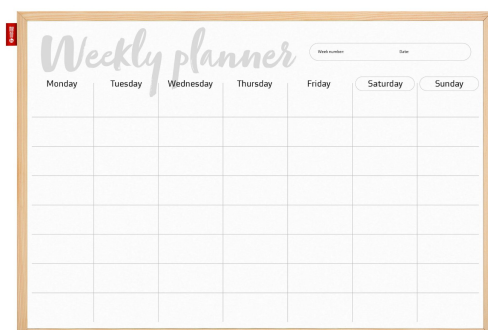 Weekly planner
Week number: Date:
Monday Tuesday Wednesday Thursday Friday Saturday Sunday